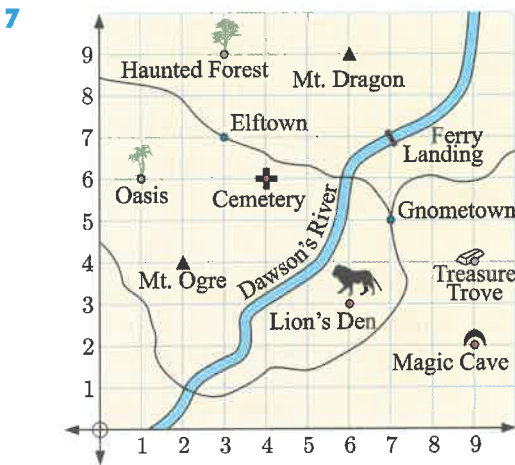 7
9
Haunted Forest
Mt. Dragon
8
7
Elftown
Ferry
Landing
6
Oasis
Cemetery
Gnometown
5
Dawson's River
4
Mt. Ogre
Treasure
Trove
3
Lion's Den
2
Magic Cave
1
1 2 3 4 5 6 7 8 9